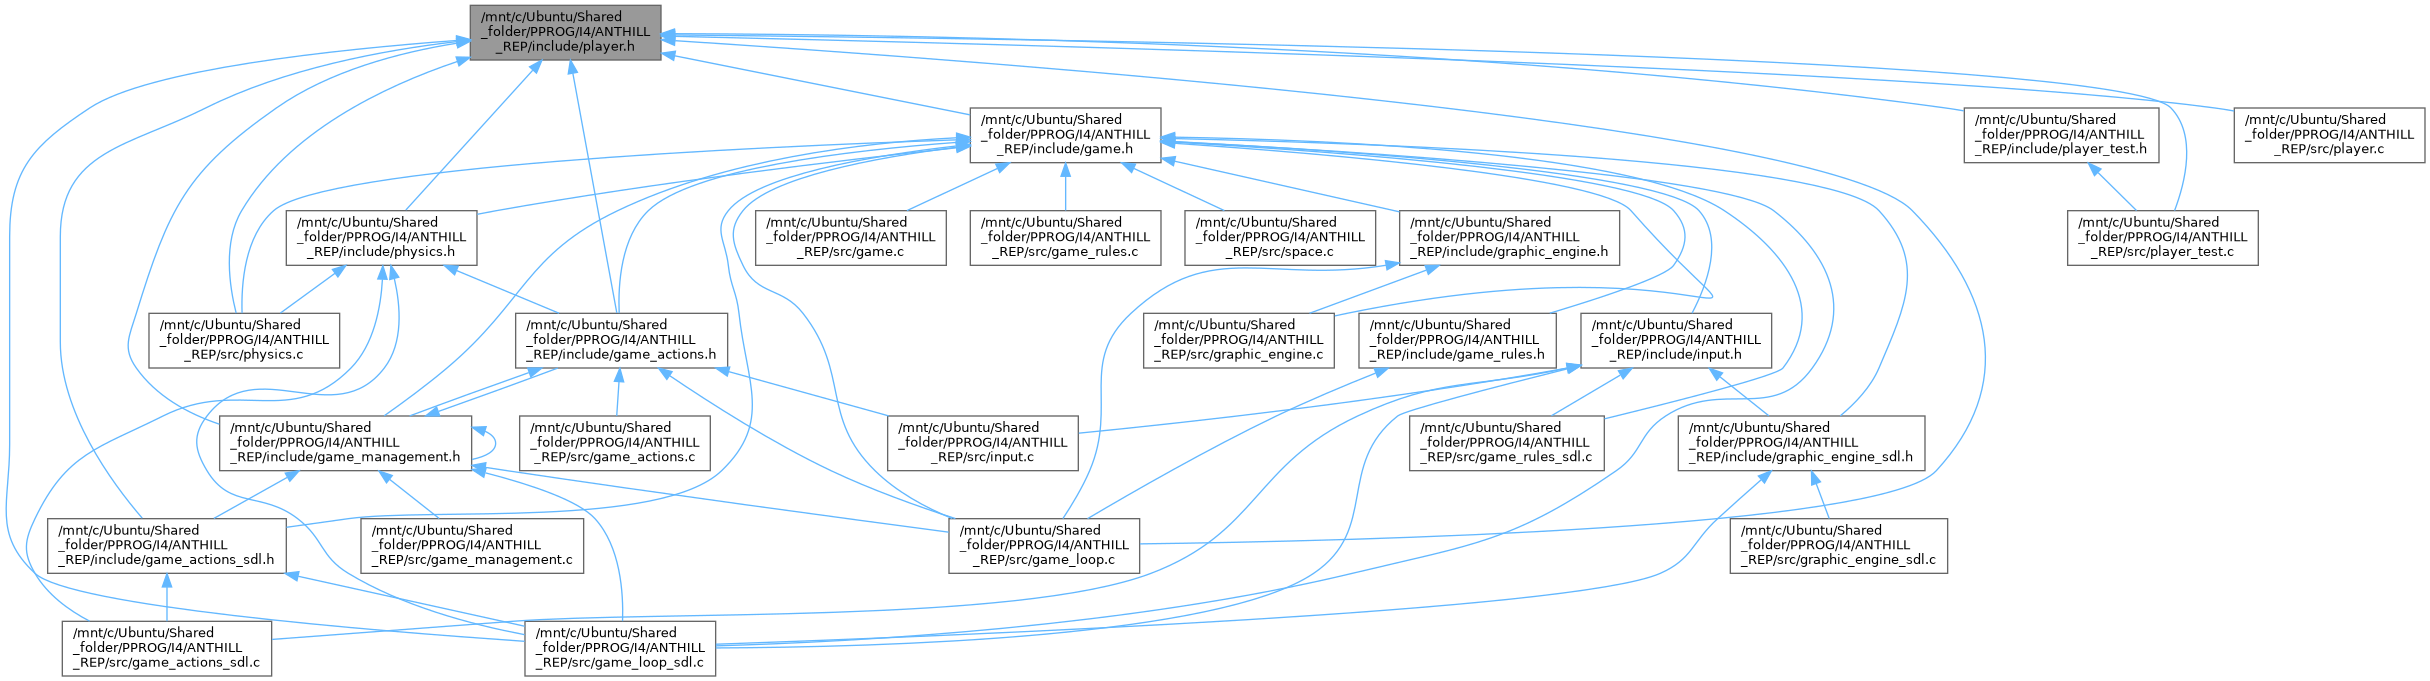 /mnt/c/Ubuntu/Shared
_folder/PPROG/I4/ANTHILL
_REP/include/player.h
/mnt/c/Ubuntu/Shared
_folder/PPROG/I4/ANTHILL
_REP/include/game.h
/mnt/c/Ubuntu/Shared
_folder/PPROG/I4/ANTHILL
_REP/include/player_test.h
/mnt/c/Ubuntu/Shared
_folder/PPROG/I4/ANTHILL
_REP/src/player.c
/mnt/c/Ubuntu/Shared
_folder/PPROG/I4/ANTHILL
_REP/include/physics.h
/mnt/c/Ubuntu/Shared
_folder/PPROG/I4/ANTHILL
_REP/src/game.c
/mnt/c/Ubuntu/Shared
_folder/PPROG/I4/ANTHILL
_REP/src/game_rules.c
/mnt/c/Ubuntu/Shared
_folder/PPROG/I4/ANTHILL
_REP/src/space.c
/mnt/c/Ubuntu/Shared
_folder/PPROG/I4/ANTHILL
_REP/include/graphic_engine.h
/mnt/c/Ubuntu/Shared
_folder/PPROG/I4/ANTHILL
_REP/src/player_test.c
/mnt/c/Ubuntu/Shared
_folder/PPROG/I4/ANTHILL
_REP/src/physics.c
/mnt/c/Ubuntu/Shared
_folder/PPROG/I4/ANTHILL
_REP/include/game_actions.h
/mnt/c/Ubuntu/Shared
_folder/PPROG/I4/ANTHILL
_REP/src/graphic_engine.c
/mnt/c/Ubuntu/Shared
_folder/PPROG/I4/ANTHILL
_REP/include/game_rules.h
/mnt/c/Ubuntu/Shared
_folder/PPROG/I4/ANTHILL
_REP/include/input.h
/mnt/c/Ubuntu/Shared
_folder/PPROG/I4/ANTHILL
_REP/include/game_management.h
/mnt/c/Ubuntu/Shared
_folder/PPROG/I4/ANTHILL
_REP/src/game_actions.c
/mnt/c/Ubuntu/Shared
_folder/PPROG/I4/ANTHILL
_REP/src/input.c
/mnt/c/Ubuntu/Shared
_folder/PPROG/I4/ANTHILL
_REP/src/game_rules_sdl.c
/mnt/c/Ubuntu/Shared
_folder/PPROG/I4/ANTHILL
_REP/include/graphic_engine_sdl.h
/mnt/c/Ubuntu/Shared
_folder/PPROG/I4/ANTHILL
_REP/include/game_actions_sdl.h
/mnt/c/Ubuntu/Shared
_folder/PPROG/I4/ANTHILL
_REP/src/game_management.c
/mnt/c/Ubuntu/Shared
_folder/PPROG/I4/ANTHILL
_REP/src/game_loop.c
/mnt/c/Ubuntu/Shared
_folder/PPROG/I4/ANTHILL
_REP/src/graphic_engine_sdl.c
/mnt/c/Ubuntu/Shared
_folder/PPROG/I4/ANTHILL
_REP/src/game_actions_sdl.c
/mnt/c/Ubuntu/Shared
_folder/PPROG/I4/ANTHILL
_REP/src/game_loop_sdl.c